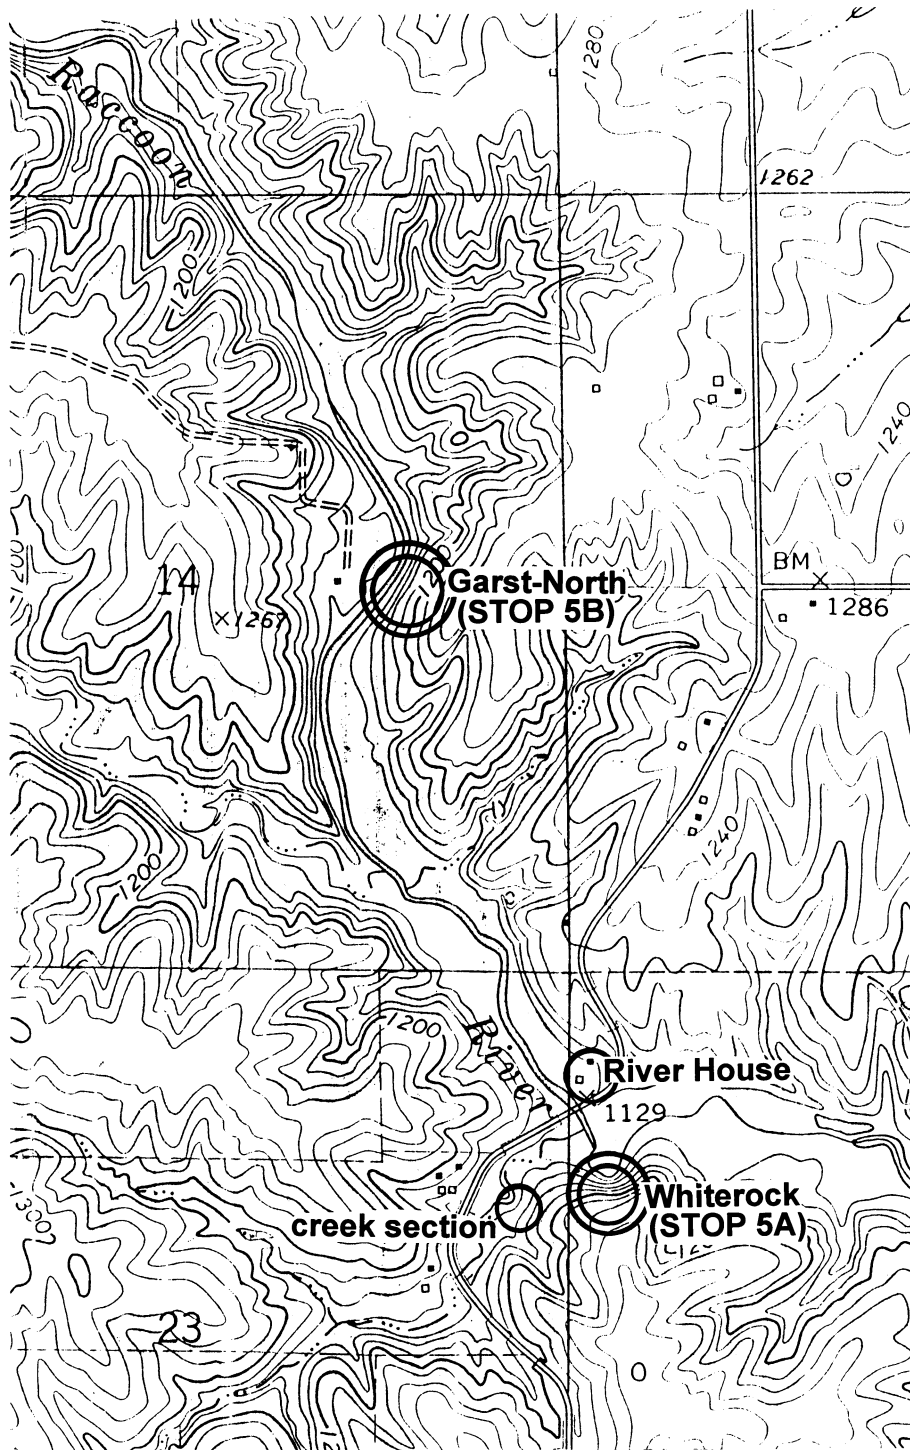 1280
Raccoon
1262
1200
1240
BM
Garst-North
(STOP 5B)
14
1286
1240
1200
1200
River
River House
1129
Whiterock
(STOP 5A)
creek section
1300
23